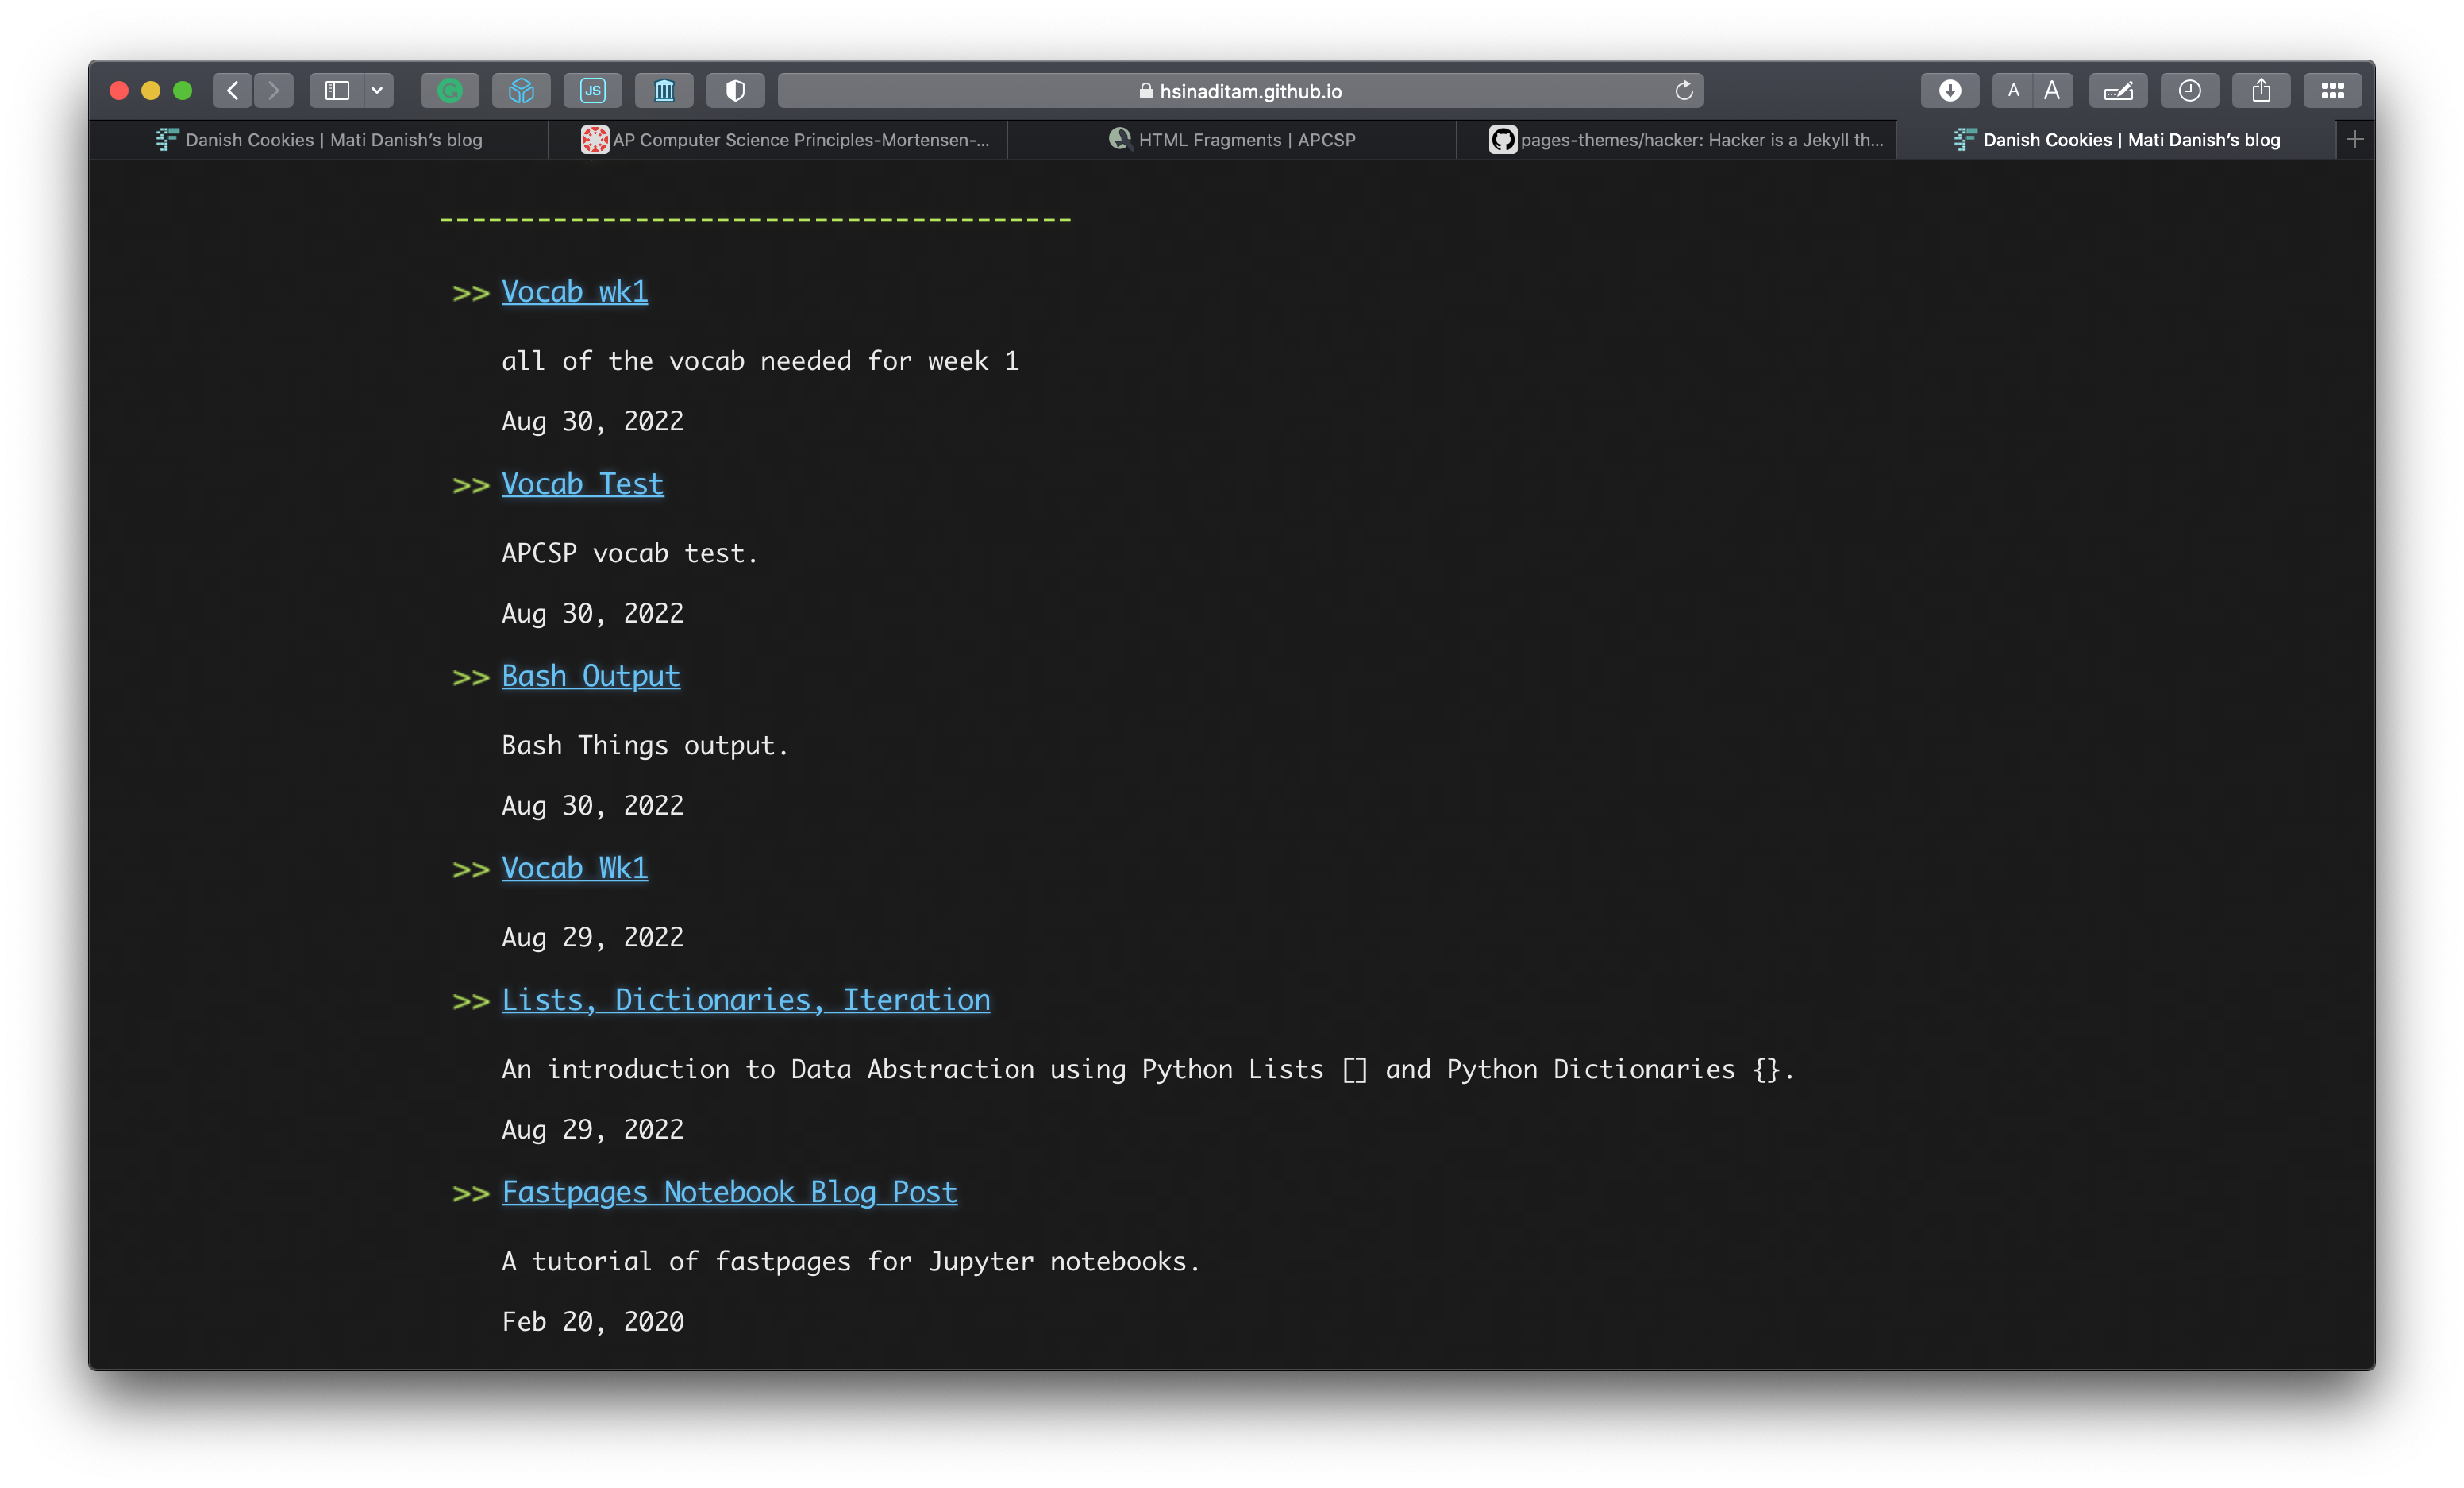 JS
hsinaditam.github.io
A A
Danish Cookies | Mati Danish’s blog
AP Computer Science Principles-Mortensen-...
HTML Fragments | APCSP
pages-themes/hacker: Hacker is a Jekyll th...
Danish Cookies | Mati Danish’s blog
---------------------------------------
>> Vocab wk1
all of the vocab needed for week 1
Aug 30, 2022
>> Vocab Test
APCSP vocab test.
Aug 30, 2022
>> Bash Output
Bash Things output.
Aug 30, 2022
>> Vocab Wk1
Aug 29, 2022
>> Lists, Dictionaries, Iteration
An introduction to Data Abstraction using Python Lists [] and Python Dictionaries {}.
Aug 29, 2022
>> Fastpages Notebook Blog Post
A tutorial of fastpages for Jupyter notebooks.
Feb 20, 2020